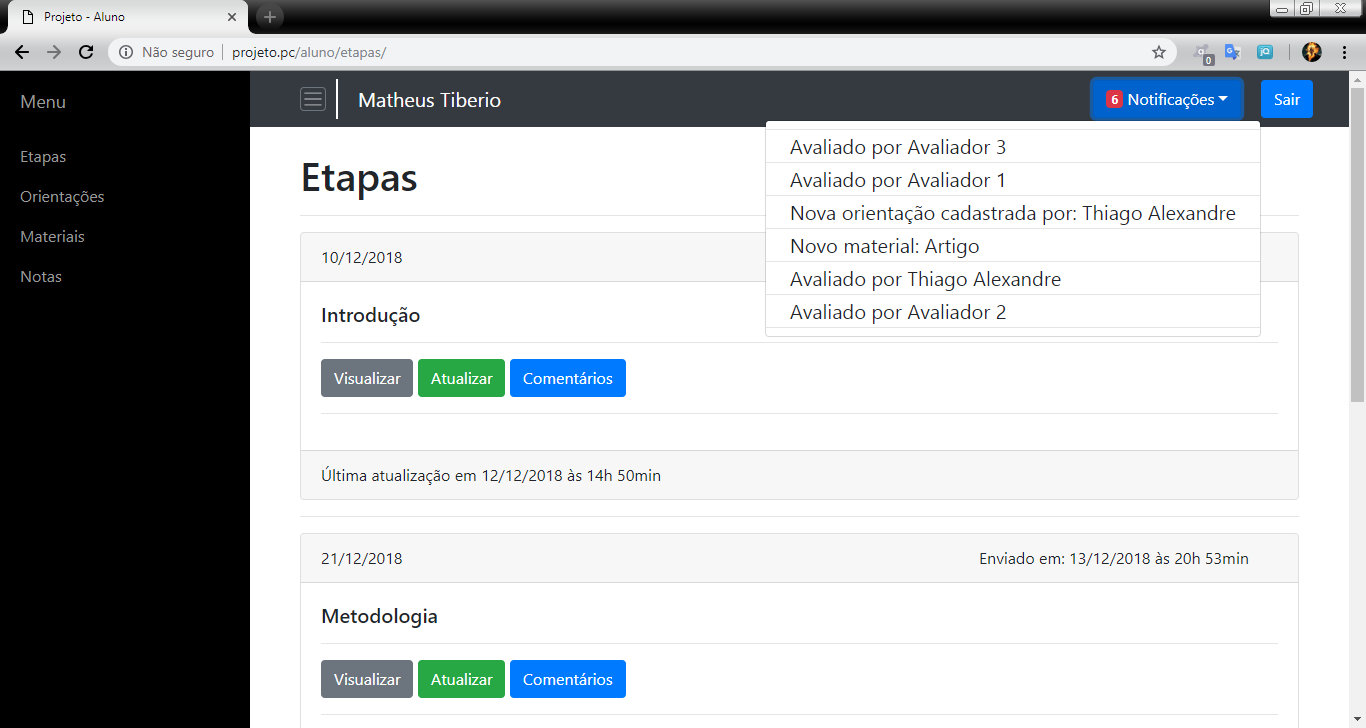 Projeto - Aluno
Não seguro
projeto.pc/aluno/etapas/
0
Menu
Etapas
Orientações
Materiais
Notas
Matheus Tiberio
6 Notificações
Sair
Avaliado por Avaliador 3
Avaliado por Avaliador 1
Nova orientação cadastrada por: Thiago Alexandre
Novo material: Artigo
Avaliado por Thiago Alexandre
Avaliado por Avaliador 2
Etapas
10/12/2018
Introdução
Visualizar Atualizar Comentários
Última atualização em 12/12/2018 às 14h 50min
21/12/2018 Enviado em: 13/12/2018 às 20h 53min
Metodologia
Visualizar Atualizar Comentários